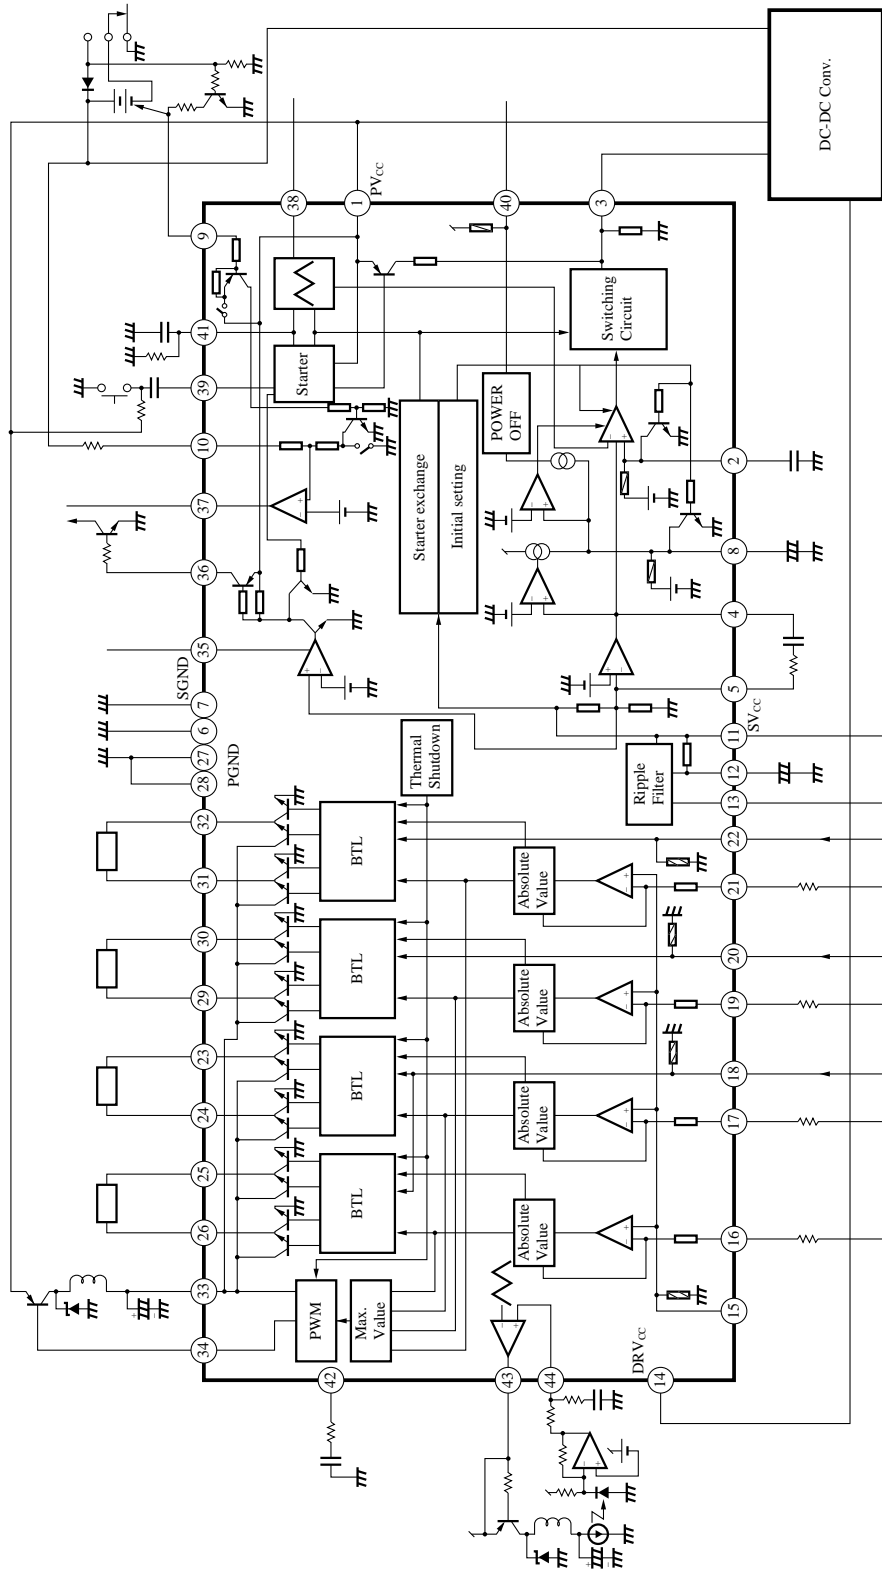 SGND
34
33
26
25
24
23
29
30
31
32
28
27
6
7
35
36
37
10
39
41
9
PGND
38
1
PVCC
40
3
42
43
44
14
DRVCC
PWM
Max.
Value
BTL
BTL
BTL
BTL
Thermal
Shutdown
Starter
Starter exchange
Initial setting
POWER
OFF
Switching
Circuit
DC-DC Conv.
Absolute
Value
Absolute
Value
Absolute
Value
Absolute
Value
Ripple
Filter
15
16
17
18
19
20
21
22
13
12
11
5
4
8
2
SVCC